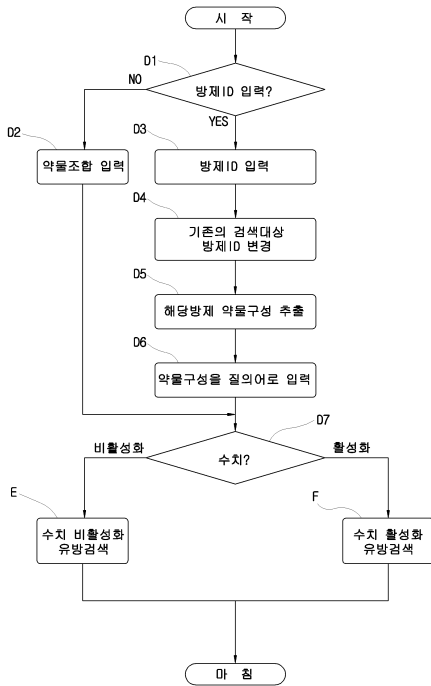 시 작
D1
NO
방제ID 입력?
YES
D2
D3
약물조합 입력
방제ID 입력
D4
기존의 검색대상
방제ID 변경
D5
해당방제 약물구성 추출
D6
약물구성을 질의어로 입력
D7
비활성화
활성화
수치?
E
F
수치 비활성화
유방검색
수치 활성화
유방검색
마 침